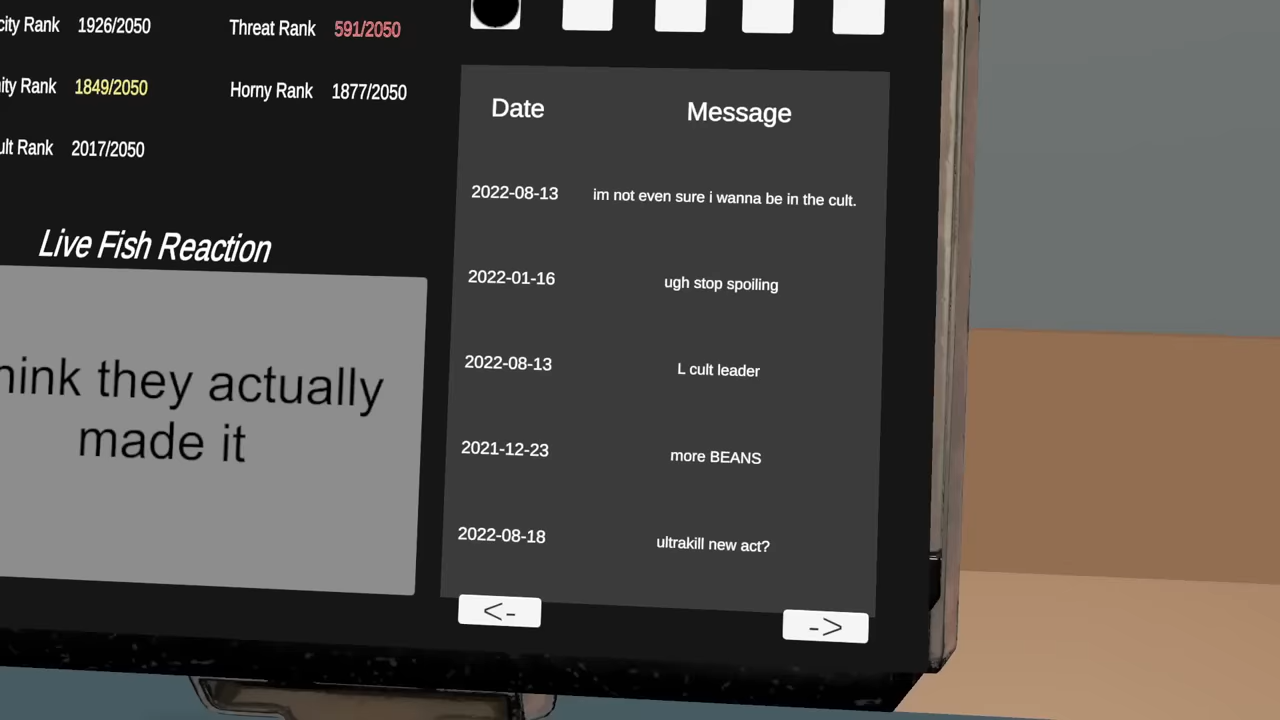 city Rank 1926/2050 Threat Rank 591/2050
ity Rank 1849/2050 Horny Rank 1877/2050
ult Rank 2017/2050
Live Fish Reaction
hink they actually
made it
Date Message
2022-08-13 im not even sure i wanna be in the cult.
2022-01-16 ugh stop spoiling
2022-08-13 L cult leader
2021-12-23 more BEANS
2022-08-18 ultrakill new act?
<- ->